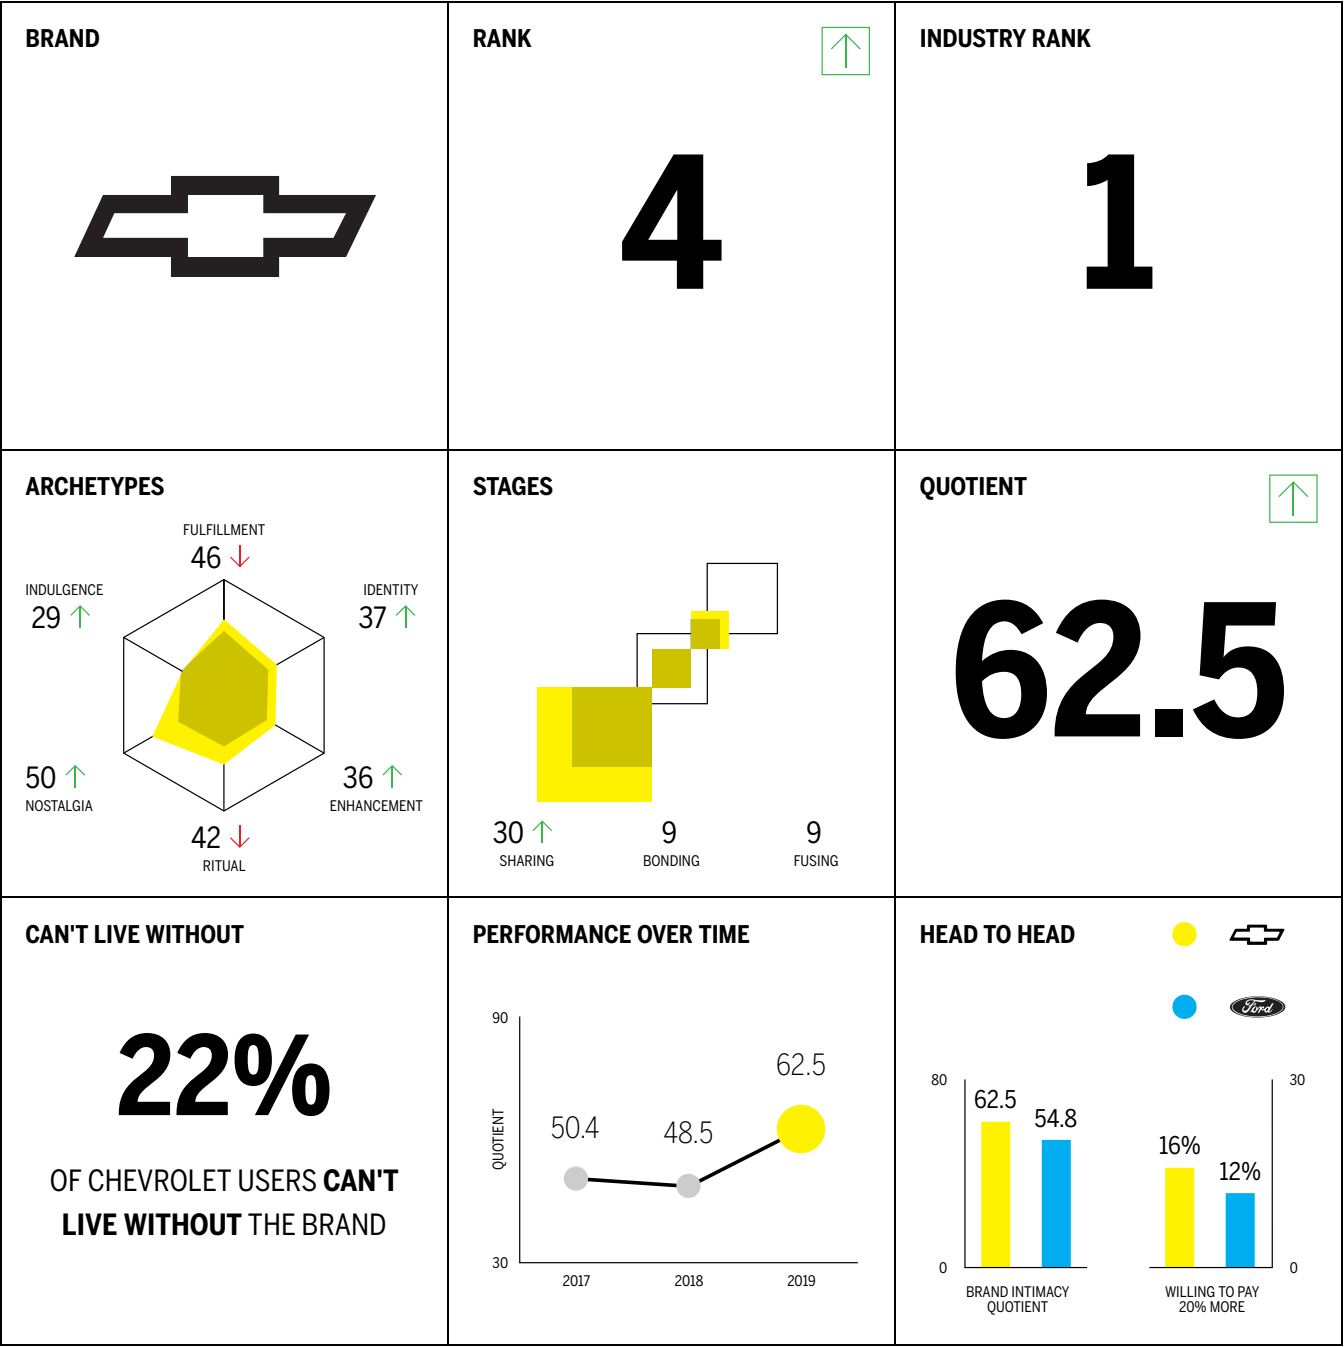 BRAND
RANK
4
INDUSTRY RANK
1
ARCHETYPES
FULFILLMENT
46
INDULGENCE
29
IDENTITY
37
50
NOSTALGIA
36
ENHANCEMENT
42
RITUAL
STAGES
30
SHARING
9
BONDING
9
FUSING
QUOTIENT
62.5
CAN'T LIVE WITHOUT
22%
OF CHEVROLET USERS CAN'T
LIVE WITHOUT THE BRAND
PERFORMANCE OVER TIME
90
QUOTIENT
30
50.4
48.5
62.5
2017
2018
2019
HEAD TO HEAD
Ford
80
0
62.5
54.8
BRAND INTIMACY
QUOTIENT
30
0
16%
12%
WILLING TO PAY
20% MORE